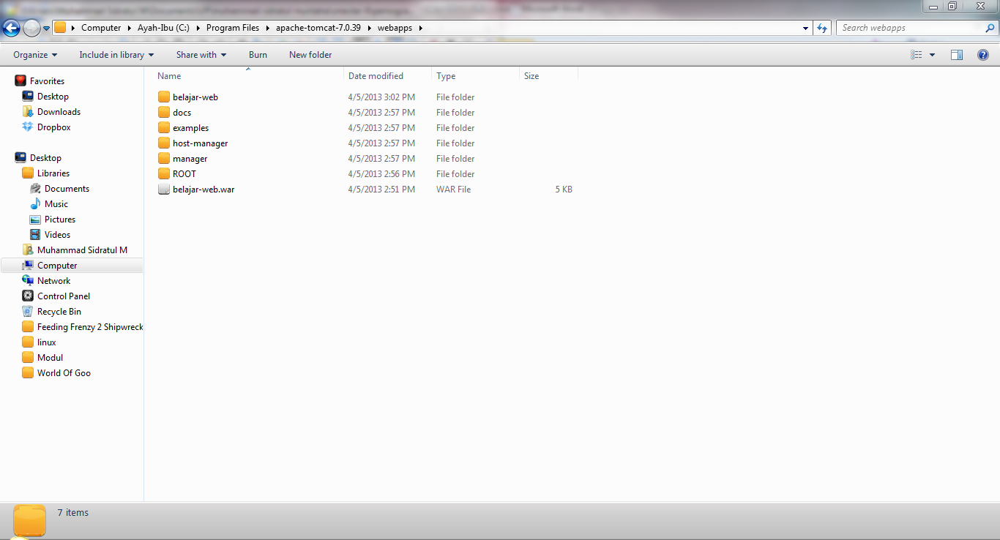 Computer Ayah-Ibu (C:) Program Files apache-tomcat-7.0.39 webapps Search webapps
Organize Include in library Share with Burn New folder
Favorites
Desktop
Downloads
Dropbox
Desktop
Libraries
Documents
Music
Pictures
Videos
Muhammad Sidratul M
Computer
Network
Control Panel
Recycle Bin
Feeding Frenzy 2 Shipwreck
linux
Modul
World Of Goo
Name Date modified Type Size
belajar-web 4/5/2013 3:02 PM File folder
docs 4/5/2013 2:57 PM File folder
examples 4/5/2013 2:57 PM File folder
host-manager 4/5/2013 2:57 PM File folder
manager 4/5/2013 2:57 PM File folder
ROOT 4/5/2013 2:56 PM File folder
belajar-web.war 4/5/2013 2:51 PM WAR File 5 KB
7 items